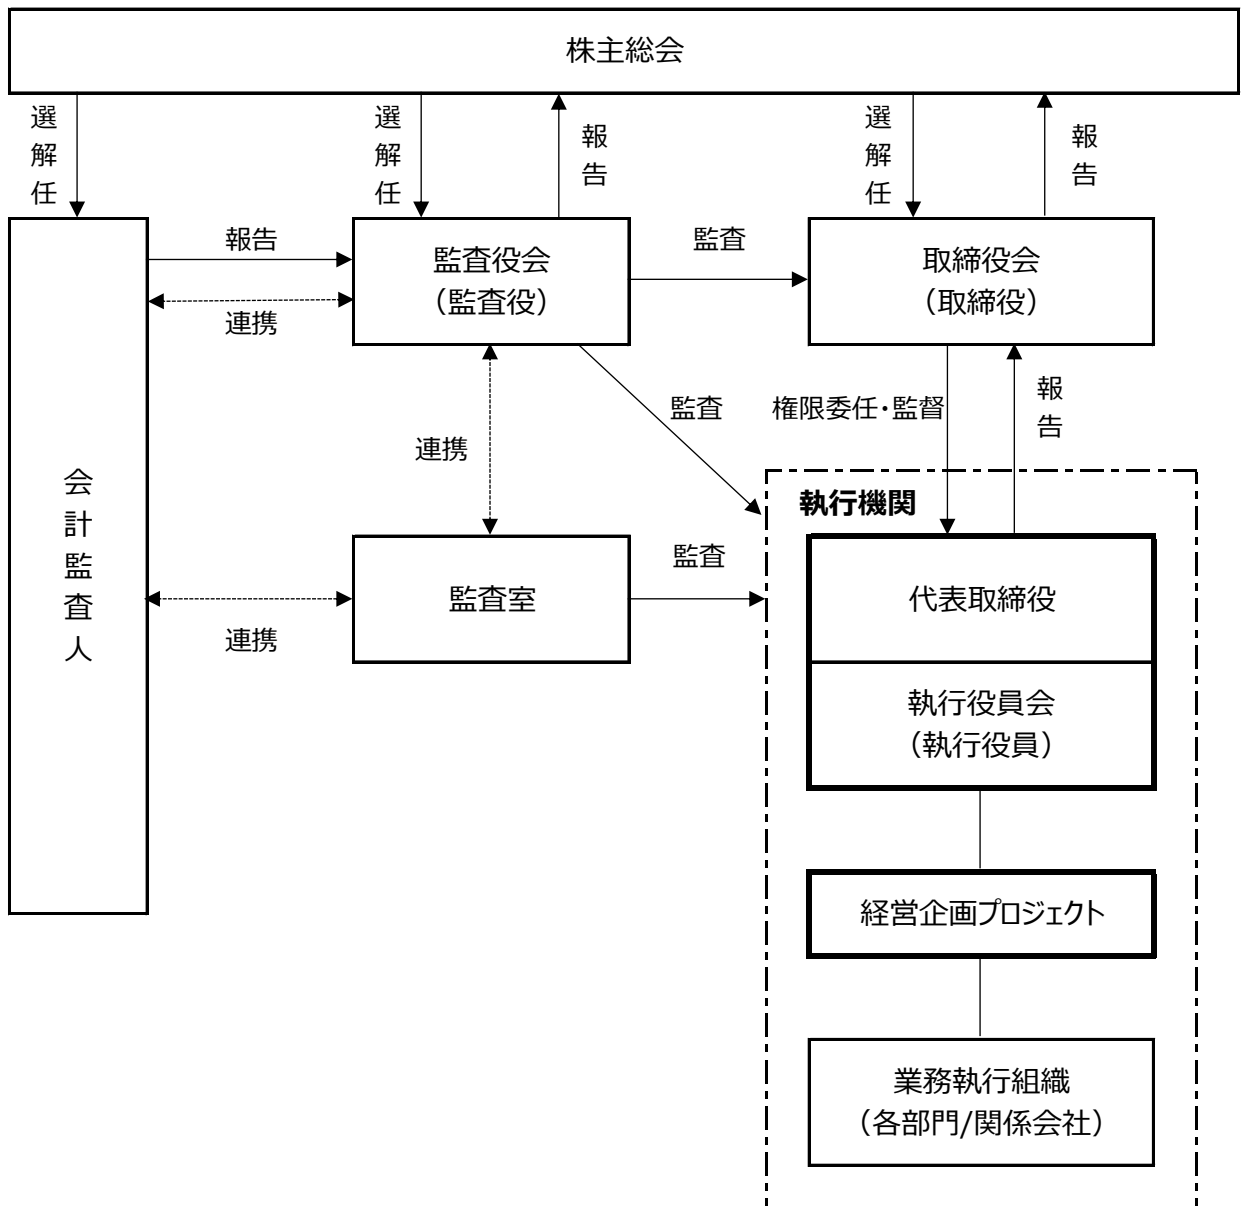 株主総会
選解任
選解任
報告
選解任
報告
報告
連携
監査役会
（監査役）
監査
取締役会
（取締役）
会計監査人
連携
監査
権限委任・監督
報告
執行機関
連携
監査室
監査
代表取締役
執行役員会
（執行役員）
経営企画プロジェクト
業務執行組織
（各部門/関係会社）